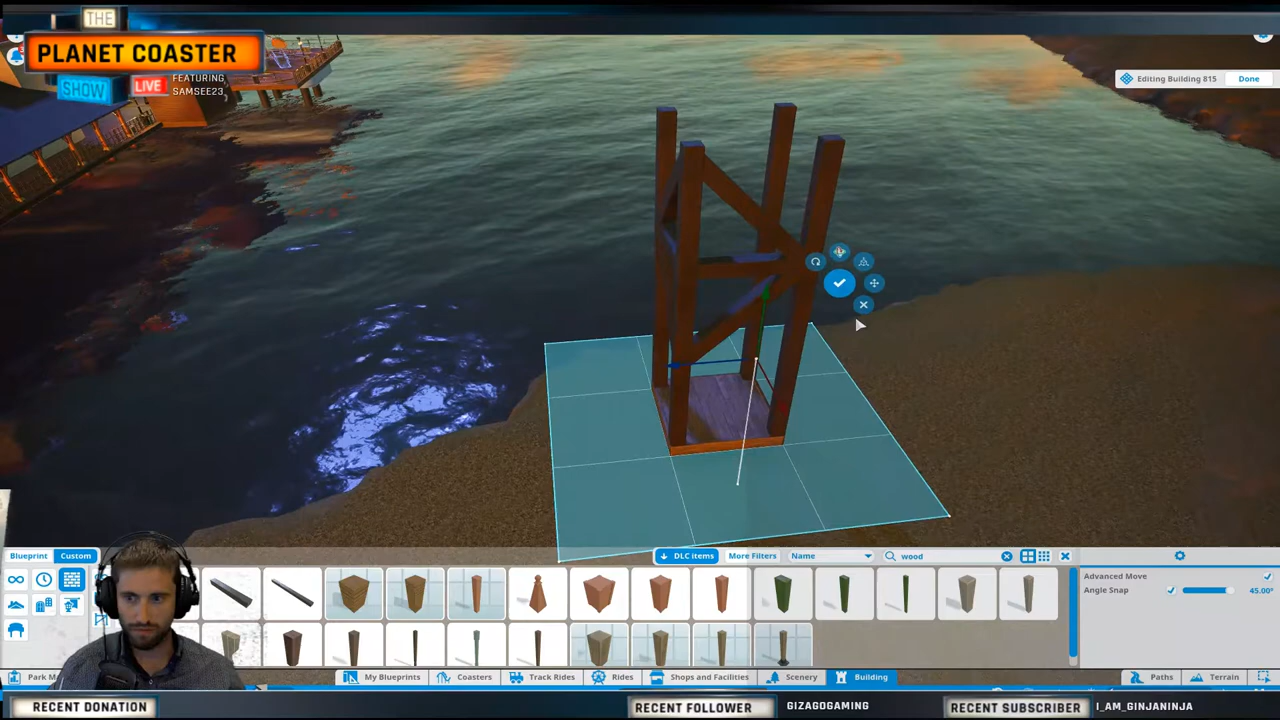 THE
PLANET COASTER
SHOW
LIVE
FEATURING
SAMSEE23,
Editing Building 815
Done
Blueprint
Custom
DLC items
More Filters
Name
wood
Advanced Move
Angle Snap
45.00°
Park M
My Blueprints
Coasters
Track Rides
Rides
Shops and Facilities
Scenery
Building
Paths
Terrain
RECENT DONATION
RECENT FOLLOWER
GIZAGOGAMING
RECENT SUBSCRIBER
I_AM_GINJANINJA